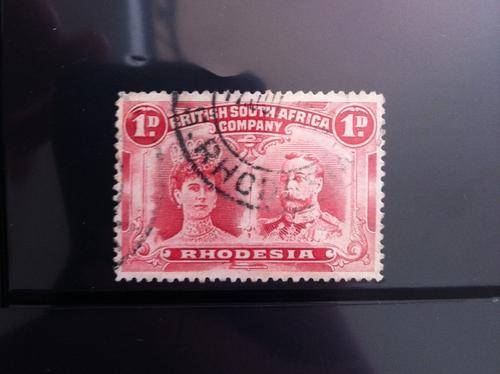 1D BRITISH SOUTH AFRICA 1D
COMPANY
RHODESIA